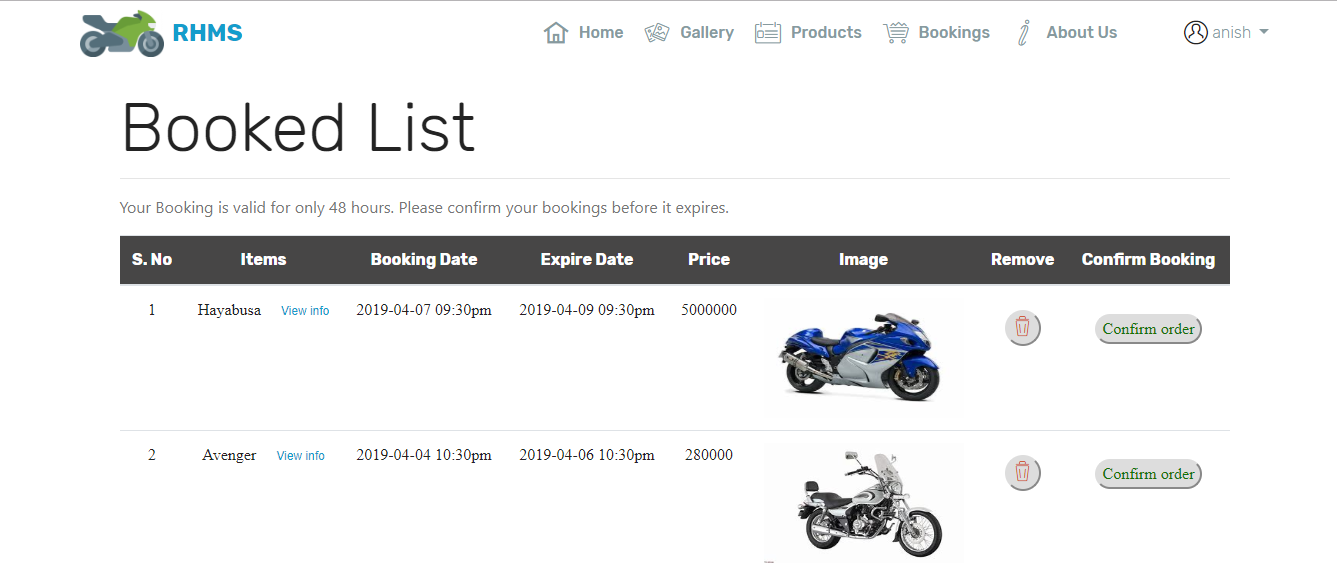 RHMS Home Gallery Products Bookings About Us anish
Booked List
Your Booking is valid for only 48 hours. Please confirm your bookings before it expires.
S. No Items Booking Date Expire Date Price Image Remove Confirm Booking
1 Hayabusa View info 2019-04-07 09:30pm 2019-04-09 09:30pm 5000000 Confirm order
2 Avenger View info 2019-04-04 10:30pm 2019-04-06 10:30pm 280000 Confirm order